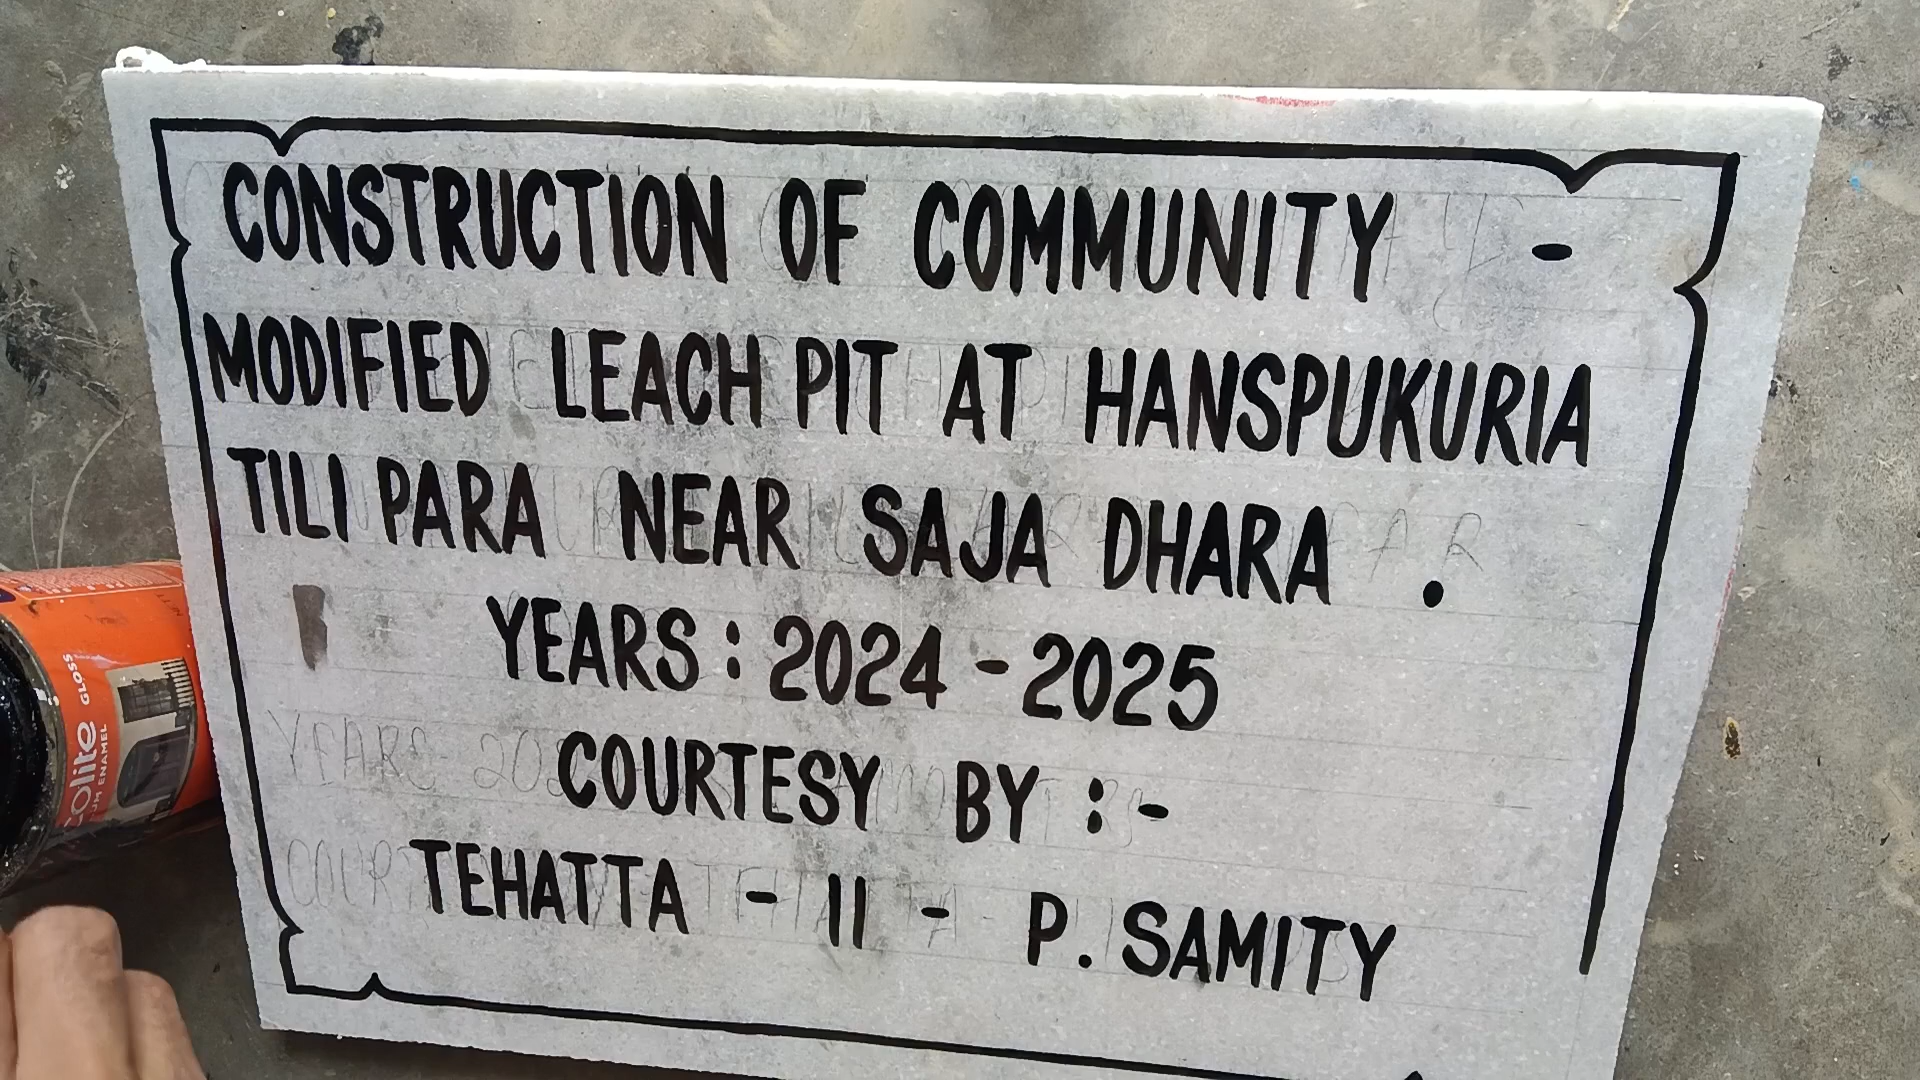 CONSTRUCTION OF COMMUNITY -
MODIFIED LEACH PIT AT HANSPUKURIA
TILI PARA NEAR SAJA DHARA .
YEARS : 2024 - 2025
COURTESY BY : -
TEHATTA - II - P. SAMITY
GLOSS